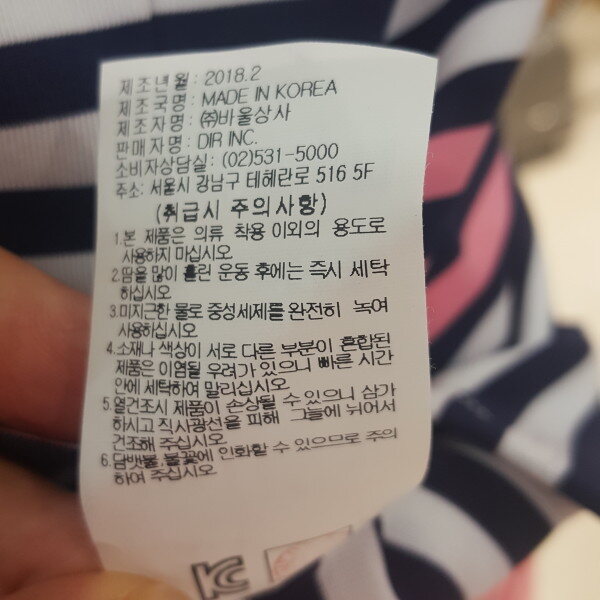 제조년월 : 2018.2
제조국명 : MADE IN KOREA
제조자명 : ㈜바울상사
판매자명 : DIR INC.
소비자상담실: (02)531-5000
주소: 서울시 강남구 테헤란로 516 5F
(취급시 주의사항)
1.본 제품은 의류 착용 이외의 용도로
사용하지 마십시오
2.땀을 많이 흘린 운동 후에는 즉시 세탁
하십시오
3.미지근한 물로 중성세제를 완전히 녹여
사용하십시오
4.소재나 색상이 서로 다른 부분이 혼합된
제품은 이염될 우려가 있으니 빠른 시간
안에 세탁하여 말리십시오
5.열건조시 제품이 손상될 수 있으니 삼가
하시고 직사광선을 피해 그늘에 뉘어서
건조해 주십시오
6.담뱃불,불꽃에 인화할 수 있으므로 주의
하여 주십시오
KC